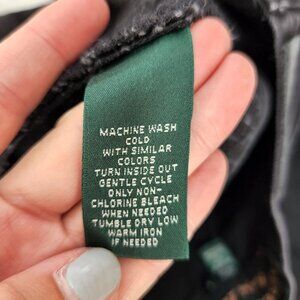 MACHINE WASH
COLD
WITH SIMILAR
COLORS
TURN INSIDE OUT
GENTLE CYCLE
ONLY NON-
CHLORINE BLEACH
WHEN NEEDED
TUMBLE DRY LOW
WARM IRON
IF NEEDED